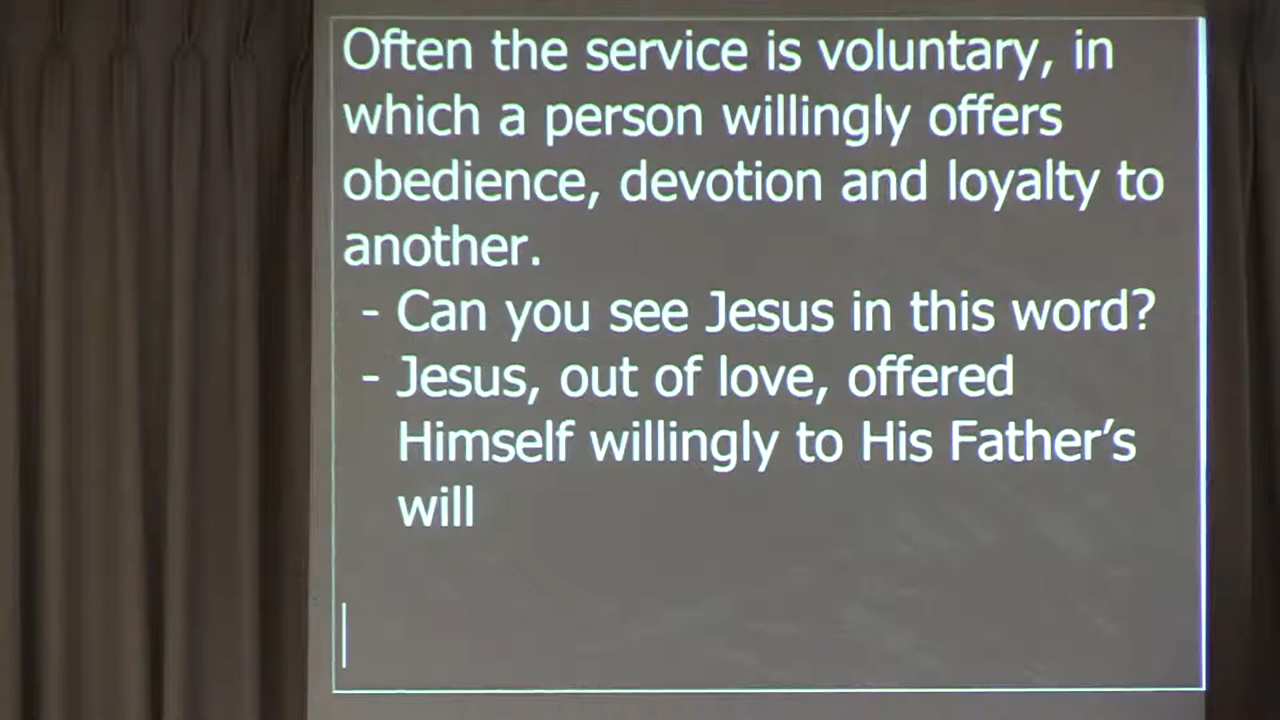 Often the service is voluntary, in
which a person willingly offers
obedience, devotion and loyalty to
another.
- Can you see Jesus in this word?
- Jesus, out of love, offered
Himself willingly to His Father’s
will